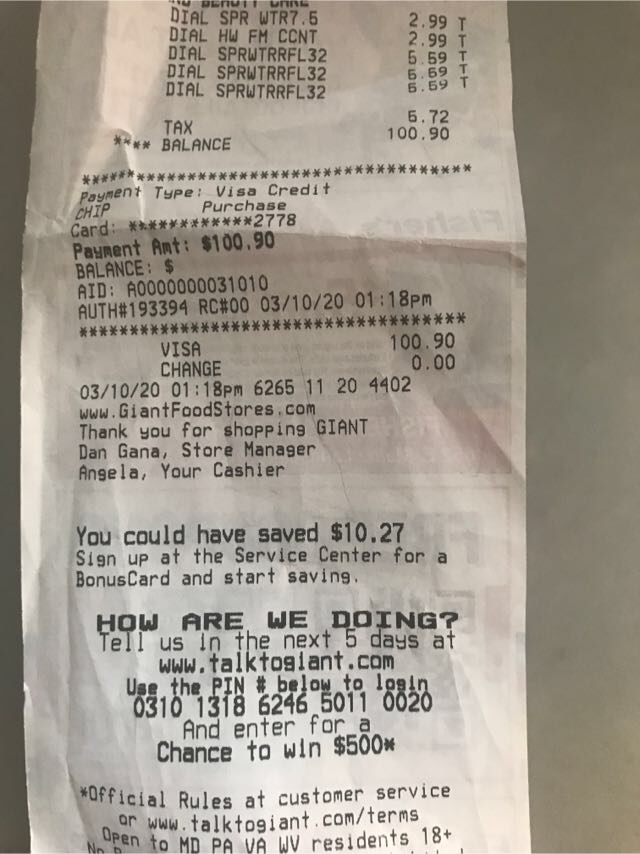 AND BEAUTY CARE
DIAL SPR WTR7.5 2.99 T
DIAL HW FM CCNT 2.99 T
DIAL SPRWTRRFL32 5.59 T
DIAL SPRWTRRFL32 5.59 T
DIAL SPRWTRRFL32 5.59 T
TAX 5.72
**** BALANCE 100.90
****************************************
Payment Type: Visa Credit
CHIP Purchase
Card: ************2778
Payment Amt: $100.90
BALANCE: $
AID: A0000000031010
AUTH#193394 RC#00 03/10/20 01:18pm
****************************************
VISA 100.90
CHANGE 0.00
03/10/20 01:18pm 6265 11 20 4402
www.GiantFoodStores.com
Thank you for shopping GIANT
Dan Gana, Store Manager
Angela, Your Cashier
You could have saved $10.27
Sign up at the Service Center for a
BonusCard and start saving.
HOW ARE WE DOING?
Tell us in the next 5 days at
www.talktogiant.com
Use the PIN # below to login
0310 1318 6246 5011 0020
And enter for a
Chance to win $500*
*Official Rules at customer service
or www.talktogiant.com/terms
Open to MD PA VA WV residents 18+
No